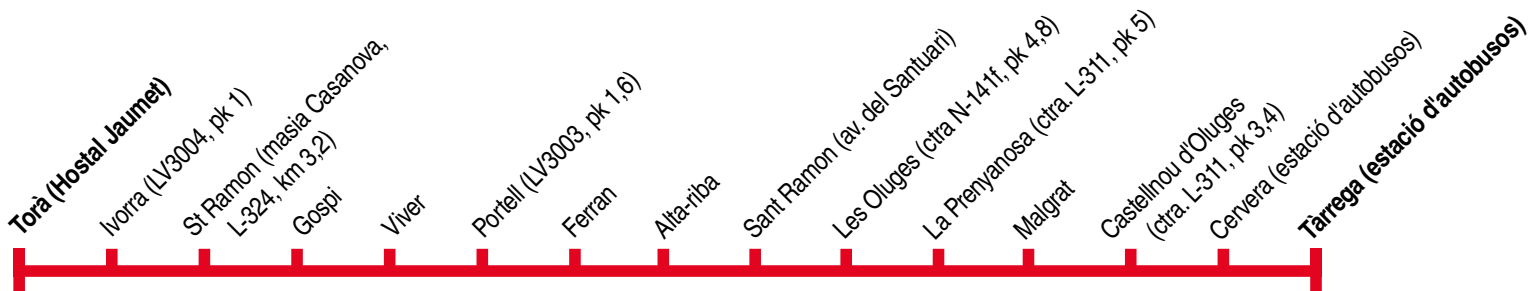 Torà (Hostal Jaumet)
Ivorra (LV3004, pk 1)
St Ramon (masia Casanova,
L-324, km 3,2)
Gospi
Viver
Portell (LV3003, pk 1,6)
Ferran
Alta-riba
Sant Ramon (av. del Santuari)
Les Oluges (ctra N-141f, pk 4,8)
La Prenyanosa (ctra. L-311, pk 5)
Malgrat
Castellnou d'Oluges
(ctra. L-311, pk 3,4)
Cervera (estació d'autobusos)
Tàrrega (estació d'autobusos)